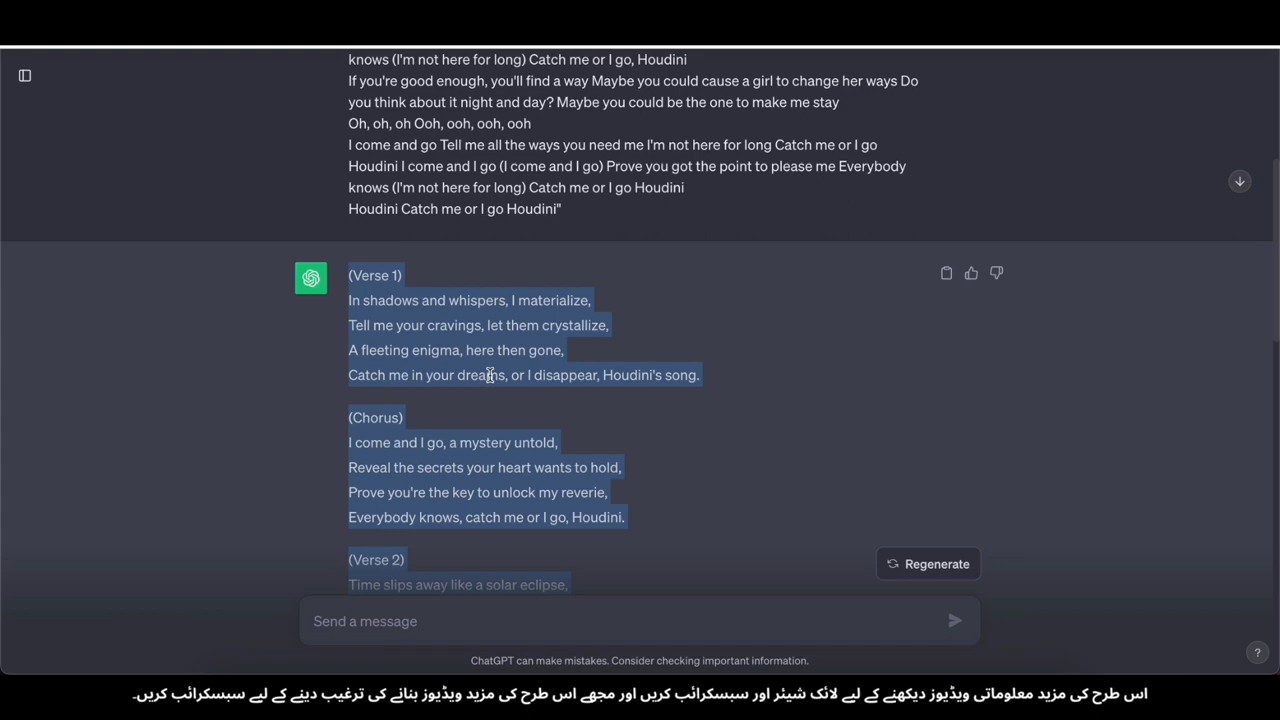 knows (I'm not here for long) Catch me or I go, Houdini
If you're good enough, you'll find a way Maybe you could cause a girl to change her ways Do
you think about it night and day? Maybe you could be the one to make me stay
Oh, oh, oh Ooh, ooh, ooh, ooh
I come and go Tell me all the ways you need me I'm not here for long Catch me or I go
Houdini I come and I go (I come and I go) Prove you got the point to please me Everybody
knows (I'm not here for long) Catch me or I go Houdini
Houdini Catch me or I go Houdini"
(Verse 1)
In shadows and whispers, I materialize,
Tell me your cravings, let them crystallize,
A fleeting enigma, here then gone,
Catch me in your dreams, or I disappear, Houdini's song.
(Chorus)
I come and I go, a mystery untold,
Reveal the secrets your heart wants to hold,
Prove you're the key to unlock my reverie,
Everybody knows, catch me or I go, Houdini.
(Verse 2)
Time slips away like a solar eclipse,
Regenerate
Send a message
ChatGPT can make mistakes. Consider checking important information.
?
اس طرح کی مزید معلوماتی ویڈیوز دیکھنے کے لیے لائک شیئر اور سبسکرائب کریں اور مجھے اس طرح کی مزید ویڈیوز بنانے کی ترغیب دینے کے لیے سبسکرائب کریں۔